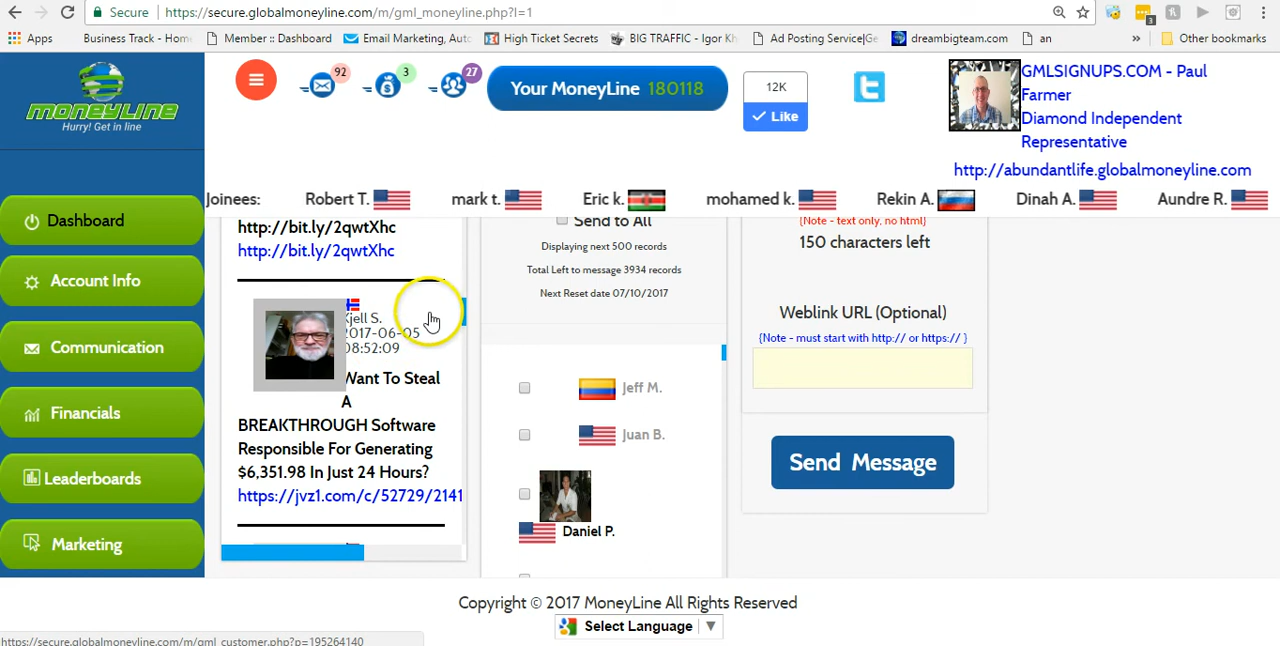 Secure
https://secure.globalmoneyline.com/m/gml_moneyline.php?l=1
3
Apps
Business Track - Hom
Member :: Dashboard
Email Marketing, Auto
High Ticket Secrets
BIG TRAFFIC - Igor Kh
Ad Posting Service|Ge
dreambigteam.com
an
»
Other bookmarks
MONEYLINE
Hurry! Get in line
92
3
27
Your MoneyLine 180118
12K
Like
GMLSIGNUPS.COM - Paul
Farmer
Diamond Independent
Representative
http://abundantlife.globalmoneyline.com
Joinees:
Robert T.
mark t.
Eric k.
mohamed k.
Rekin A.
Dinah A.
Aundre R.
Dashboard
Account Info
Communication
Financials
Leaderboards
Marketing
http://bit.ly/2qwtXhc
http://bit.ly/2qwtXhc
Kjell S.
2017-06-05
08:52:09
Want To Steal
A
BREAKTHROUGH Software
Responsible For Generating
$6,351.98 In Just 24 Hours?
https://jvz1.com/c/52729/2141
Send to All
Displaying next 500 records
Total Left to message 3934 records
Next Reset date 07/10/2017
Jeff M.
Juan B.
Daniel P.
(Note - text only, no html)
150 characters left
Weblink URL (Optional)
{Note - must start with http:// or https:// }
Send Message
Copyright © 2017 MoneyLine All Rights Reserved
Select Language
https://secure.globalmoneyline.com/m/gml_customer.php?p=195264140